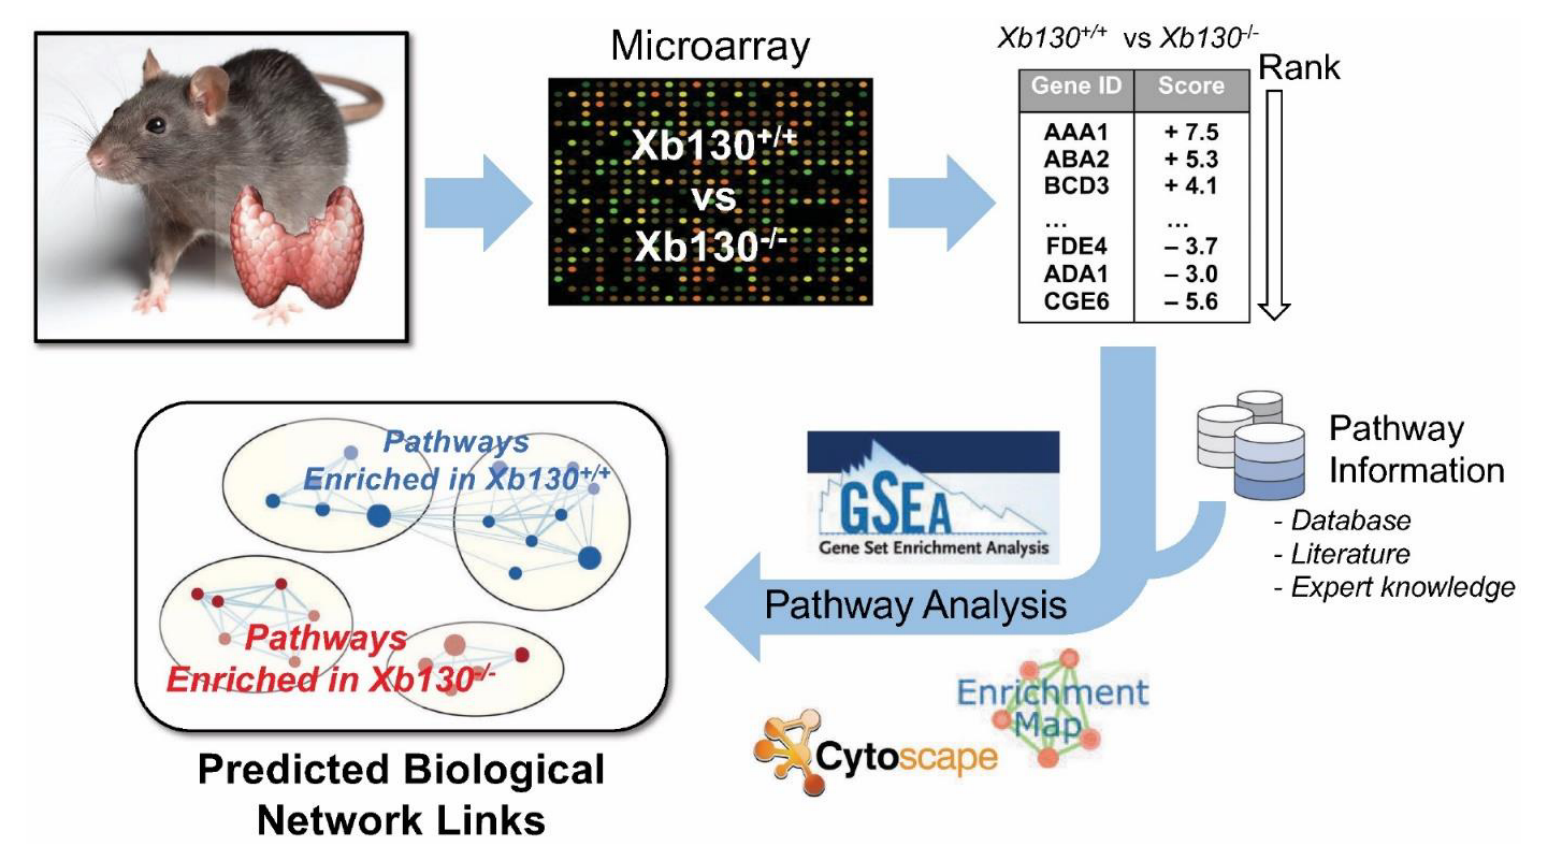 Microarray
Xb130+/+
vs
Xb130-/-
Xb130+/+ vs Xb130-/-
Rank
Gene ID Score
AAA1 + 7.5
ABA2 + 5.3
BCD3 + 4.1
... ...
FDE4 – 3.7
ADA1 – 3.0
CGE6 – 5.6
Pathway
Information
- Database
- Literature
- Expert knowledge
GSEA
Gene Set Enrichment Analysis
Pathway Analysis
Enrichment
Map
Cytoscape
Pathways
Enriched in Xb130+/+
Pathways
Enriched in Xb130-/-
Predicted Biological
Network Links